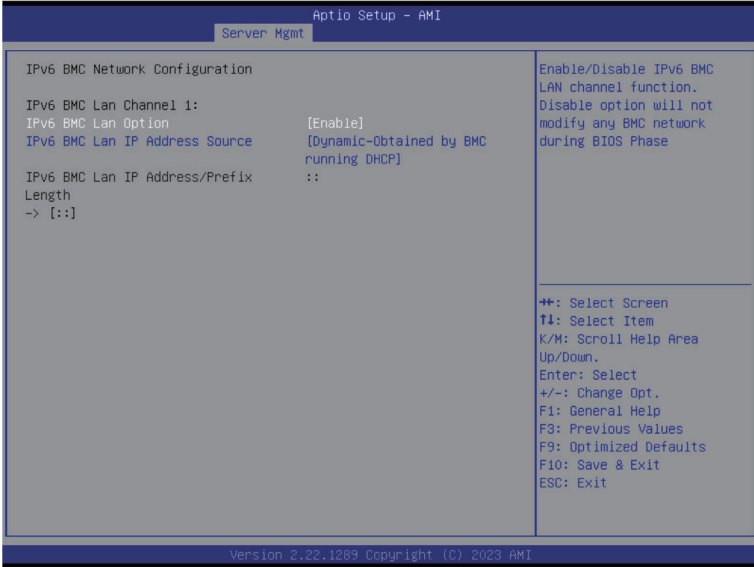 Aptio Setup – AMI
Server Mgmt
IPv6 BMC Network Configuration
IPv6 BMC Lan Channel 1:
IPv6 BMC Lan Option [Enable]
IPv6 BMC Lan IP Address Source [Dynamic-Obtained by BMC
running DHCP]
IPv6 BMC Lan IP Address/Prefix ::
Length
-> [::]
Enable/Disable IPv6 BMC
LAN channel function.
Disable option will not
modify any BMC network
during BIOS Phase
→←: Select Screen
↑↓: Select Item
K/M: Scroll Help Area
Up/Down.
Enter: Select
+/-: Change Opt.
F1: General Help
F3: Previous Values
F9: Optimized Defaults
F10: Save & Exit
ESC: Exit
Version 2.22.1289 Copyright (C) 2023 AMI